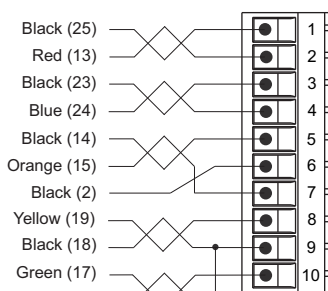 Black (25) 1
Red (13) 2
Black (23) 3
Blue (24) 4
Black (14) 5
Orange (15) 6
Black (2) 7
Yellow (19) 8
Black (18) 9
Green (17) 10